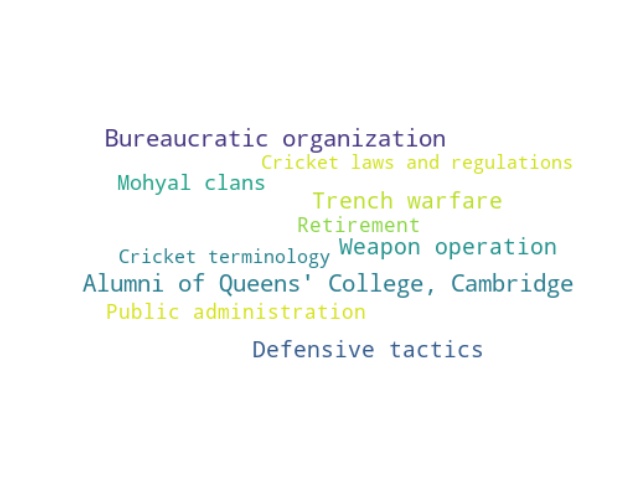 Bureaucratic organization
Cricket laws and regulations
Mohyal clans
Trench warfare
Retirement
Weapon operation
Cricket terminology
Alumni of Queens' College, Cambridge
Public administration
Defensive tactics